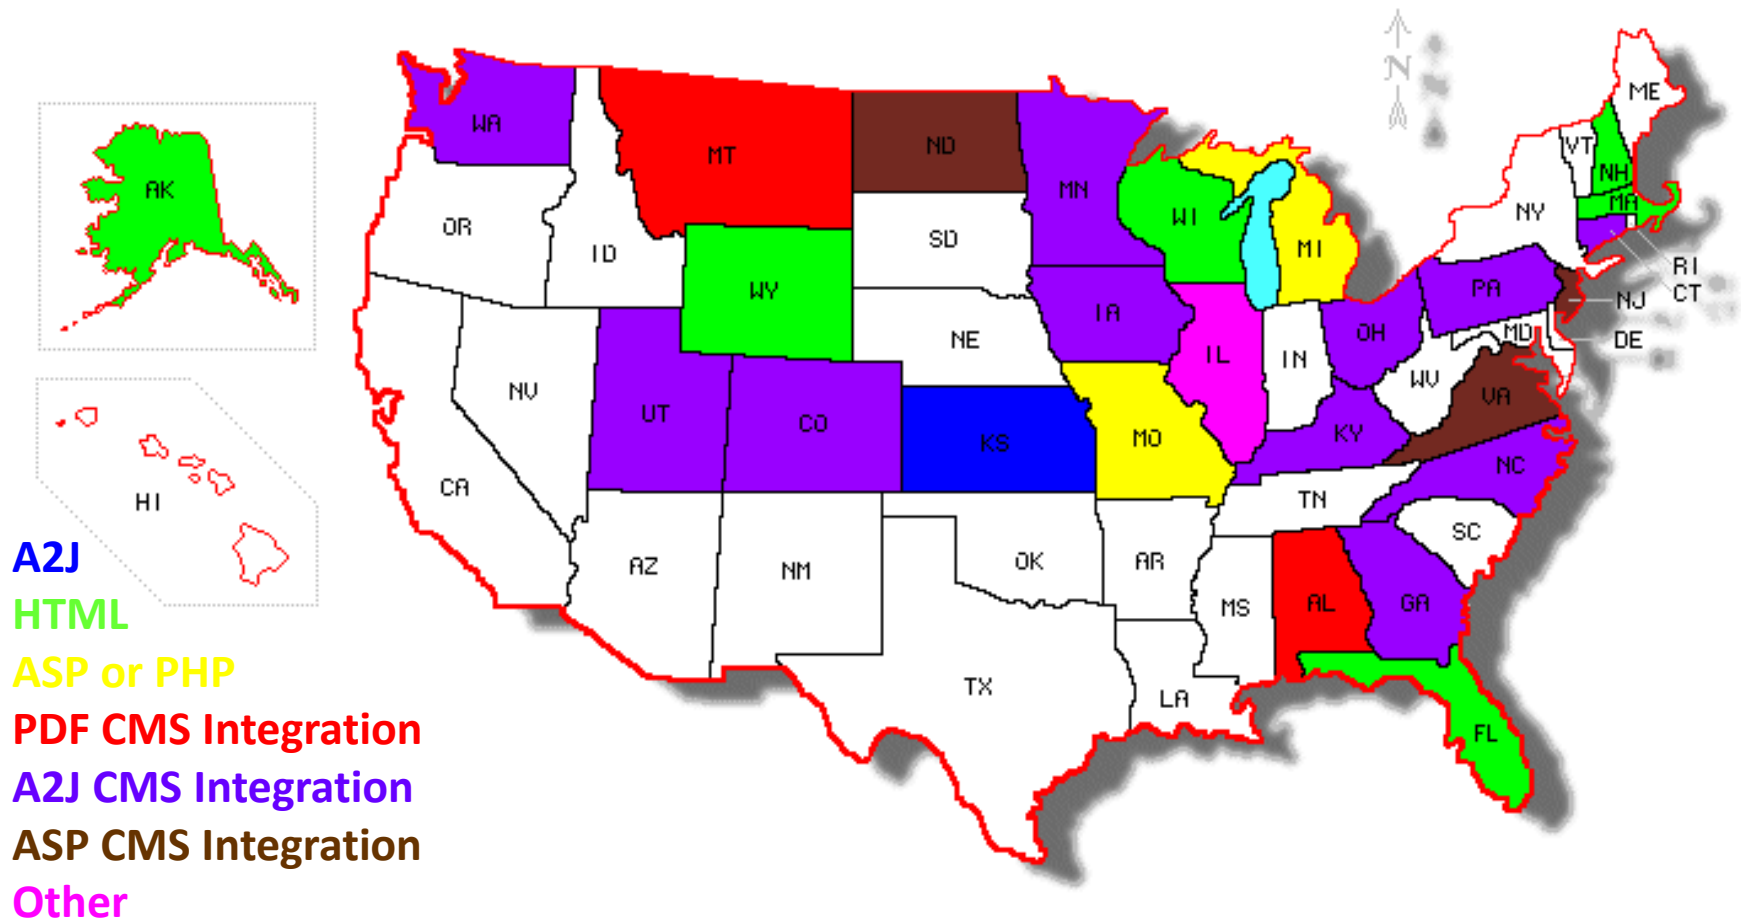 N
ME
WA
VT
MT
ND
NH
AK
MN
MA
WI
NY
OR
SD
MI
ID
RI
PA
CT
WY
NJ
IA
OH
MD
DE
NE
IL
IN
WV
NV
VA
UT
CO
MO
KY
KS
NC
CA
TN
HI
SC
A2J
OK
AR
AZ
NM
HTML
MS
AL
GA
ASP or PHP
TX
LA
PDF CMS Integration
FL
A2J CMS Integration
ASP CMS Integration
Other